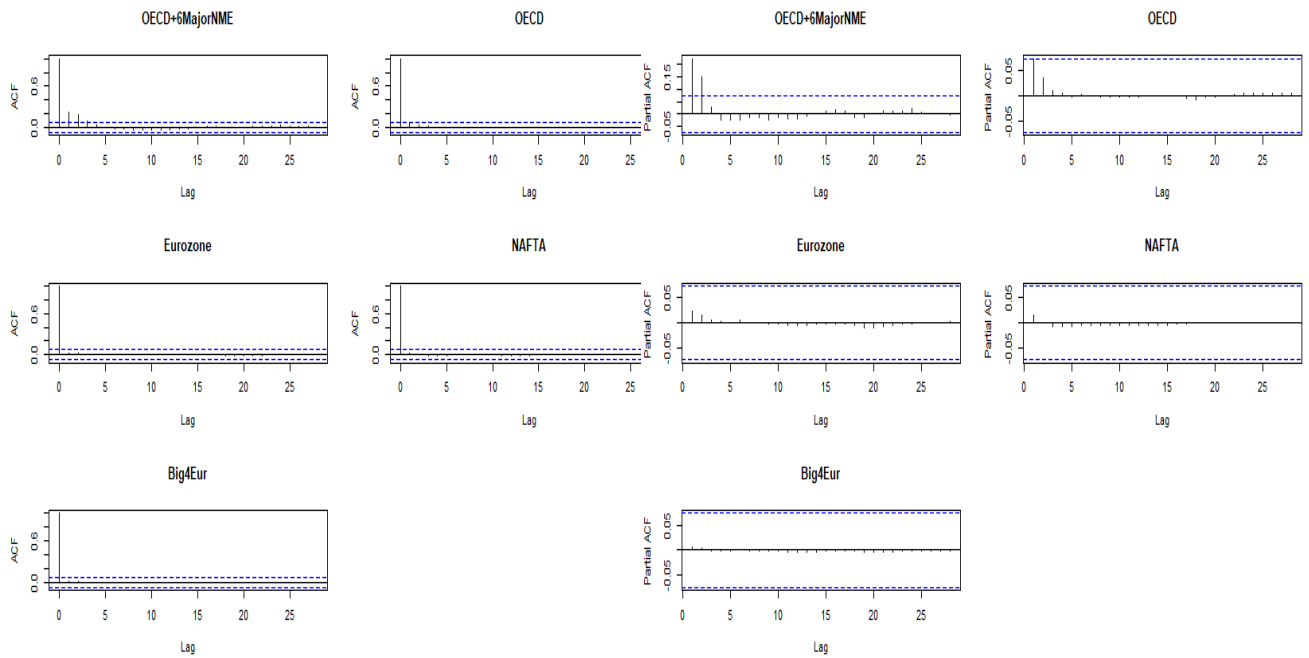 OECD+6MajorNME OECD OECD+6MajorNME OECD
ACF 0.0 0.6 ACF 0.0 0.6 Partial ACF -0.05 0.15 Partial ACF -0.05 0.05
0 5 10 15 20 25 0 5 10 15 20 25 0 5 10 15 20 25 0 5 10 15 20 25
Lag Lag Lag Lag
Eurozone NAFTA Eurozone NAFTA
ACF 0.0 0.6 ACF 0.0 0.6 Partial ACF -0.05 0.05 Partial ACF -0.05 0.05
0 5 10 15 20 25 0 5 10 15 20 25 0 5 10 15 20 25 0 5 10 15 20 25
Lag Lag Lag Lag
Big4Eur Big4Eur
ACF 0.0 0.6 Partial ACF -0.05 0.05
0 5 10 15 20 25 0 5 10 15 20 25
Lag Lag